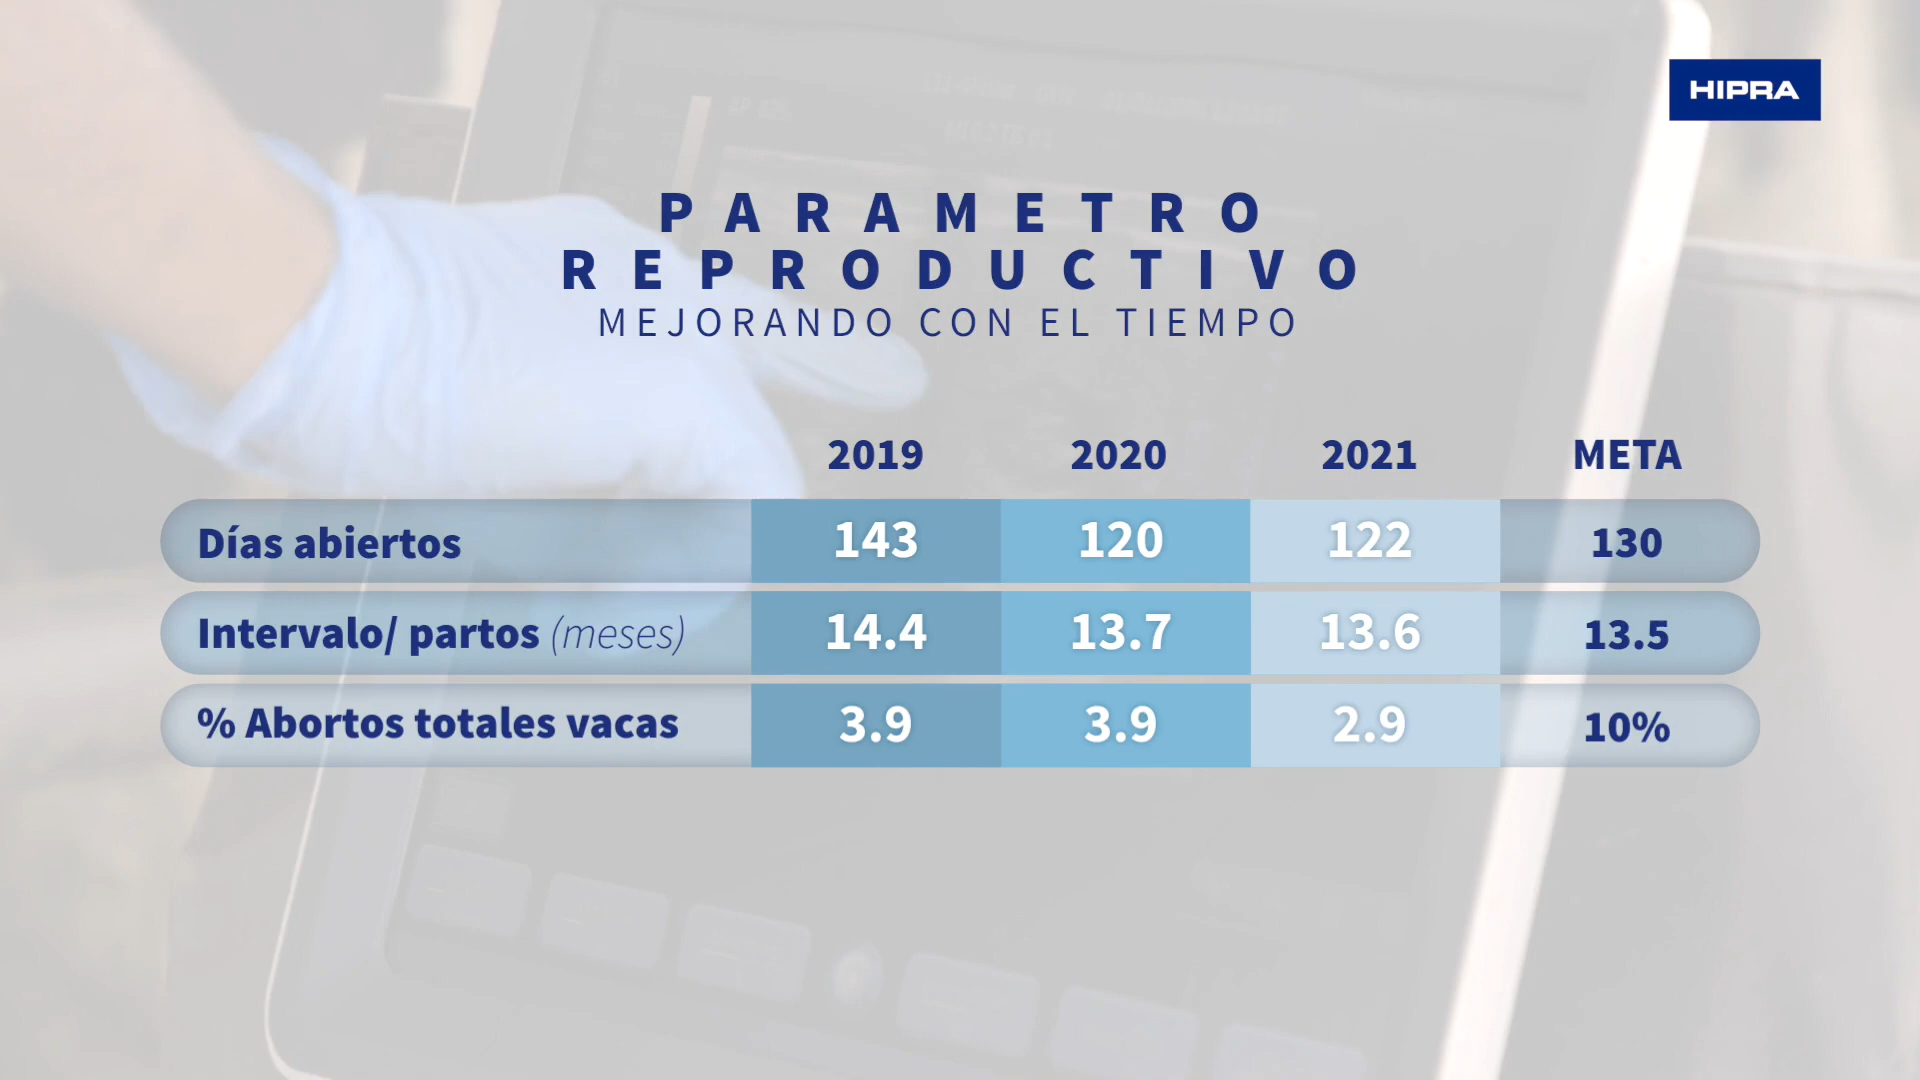 HIPRA
PARAMETRO
REPRODUCTIVO
MEJORANDO CON EL TIEMPO
2019 2020 2021 META
Días abiertos 143 120 122 130
Intervalo/ partos (meses) 14.4 13.7 13.6 13.5
% Abortos totales vacas 3.9 3.9 2.9 10%